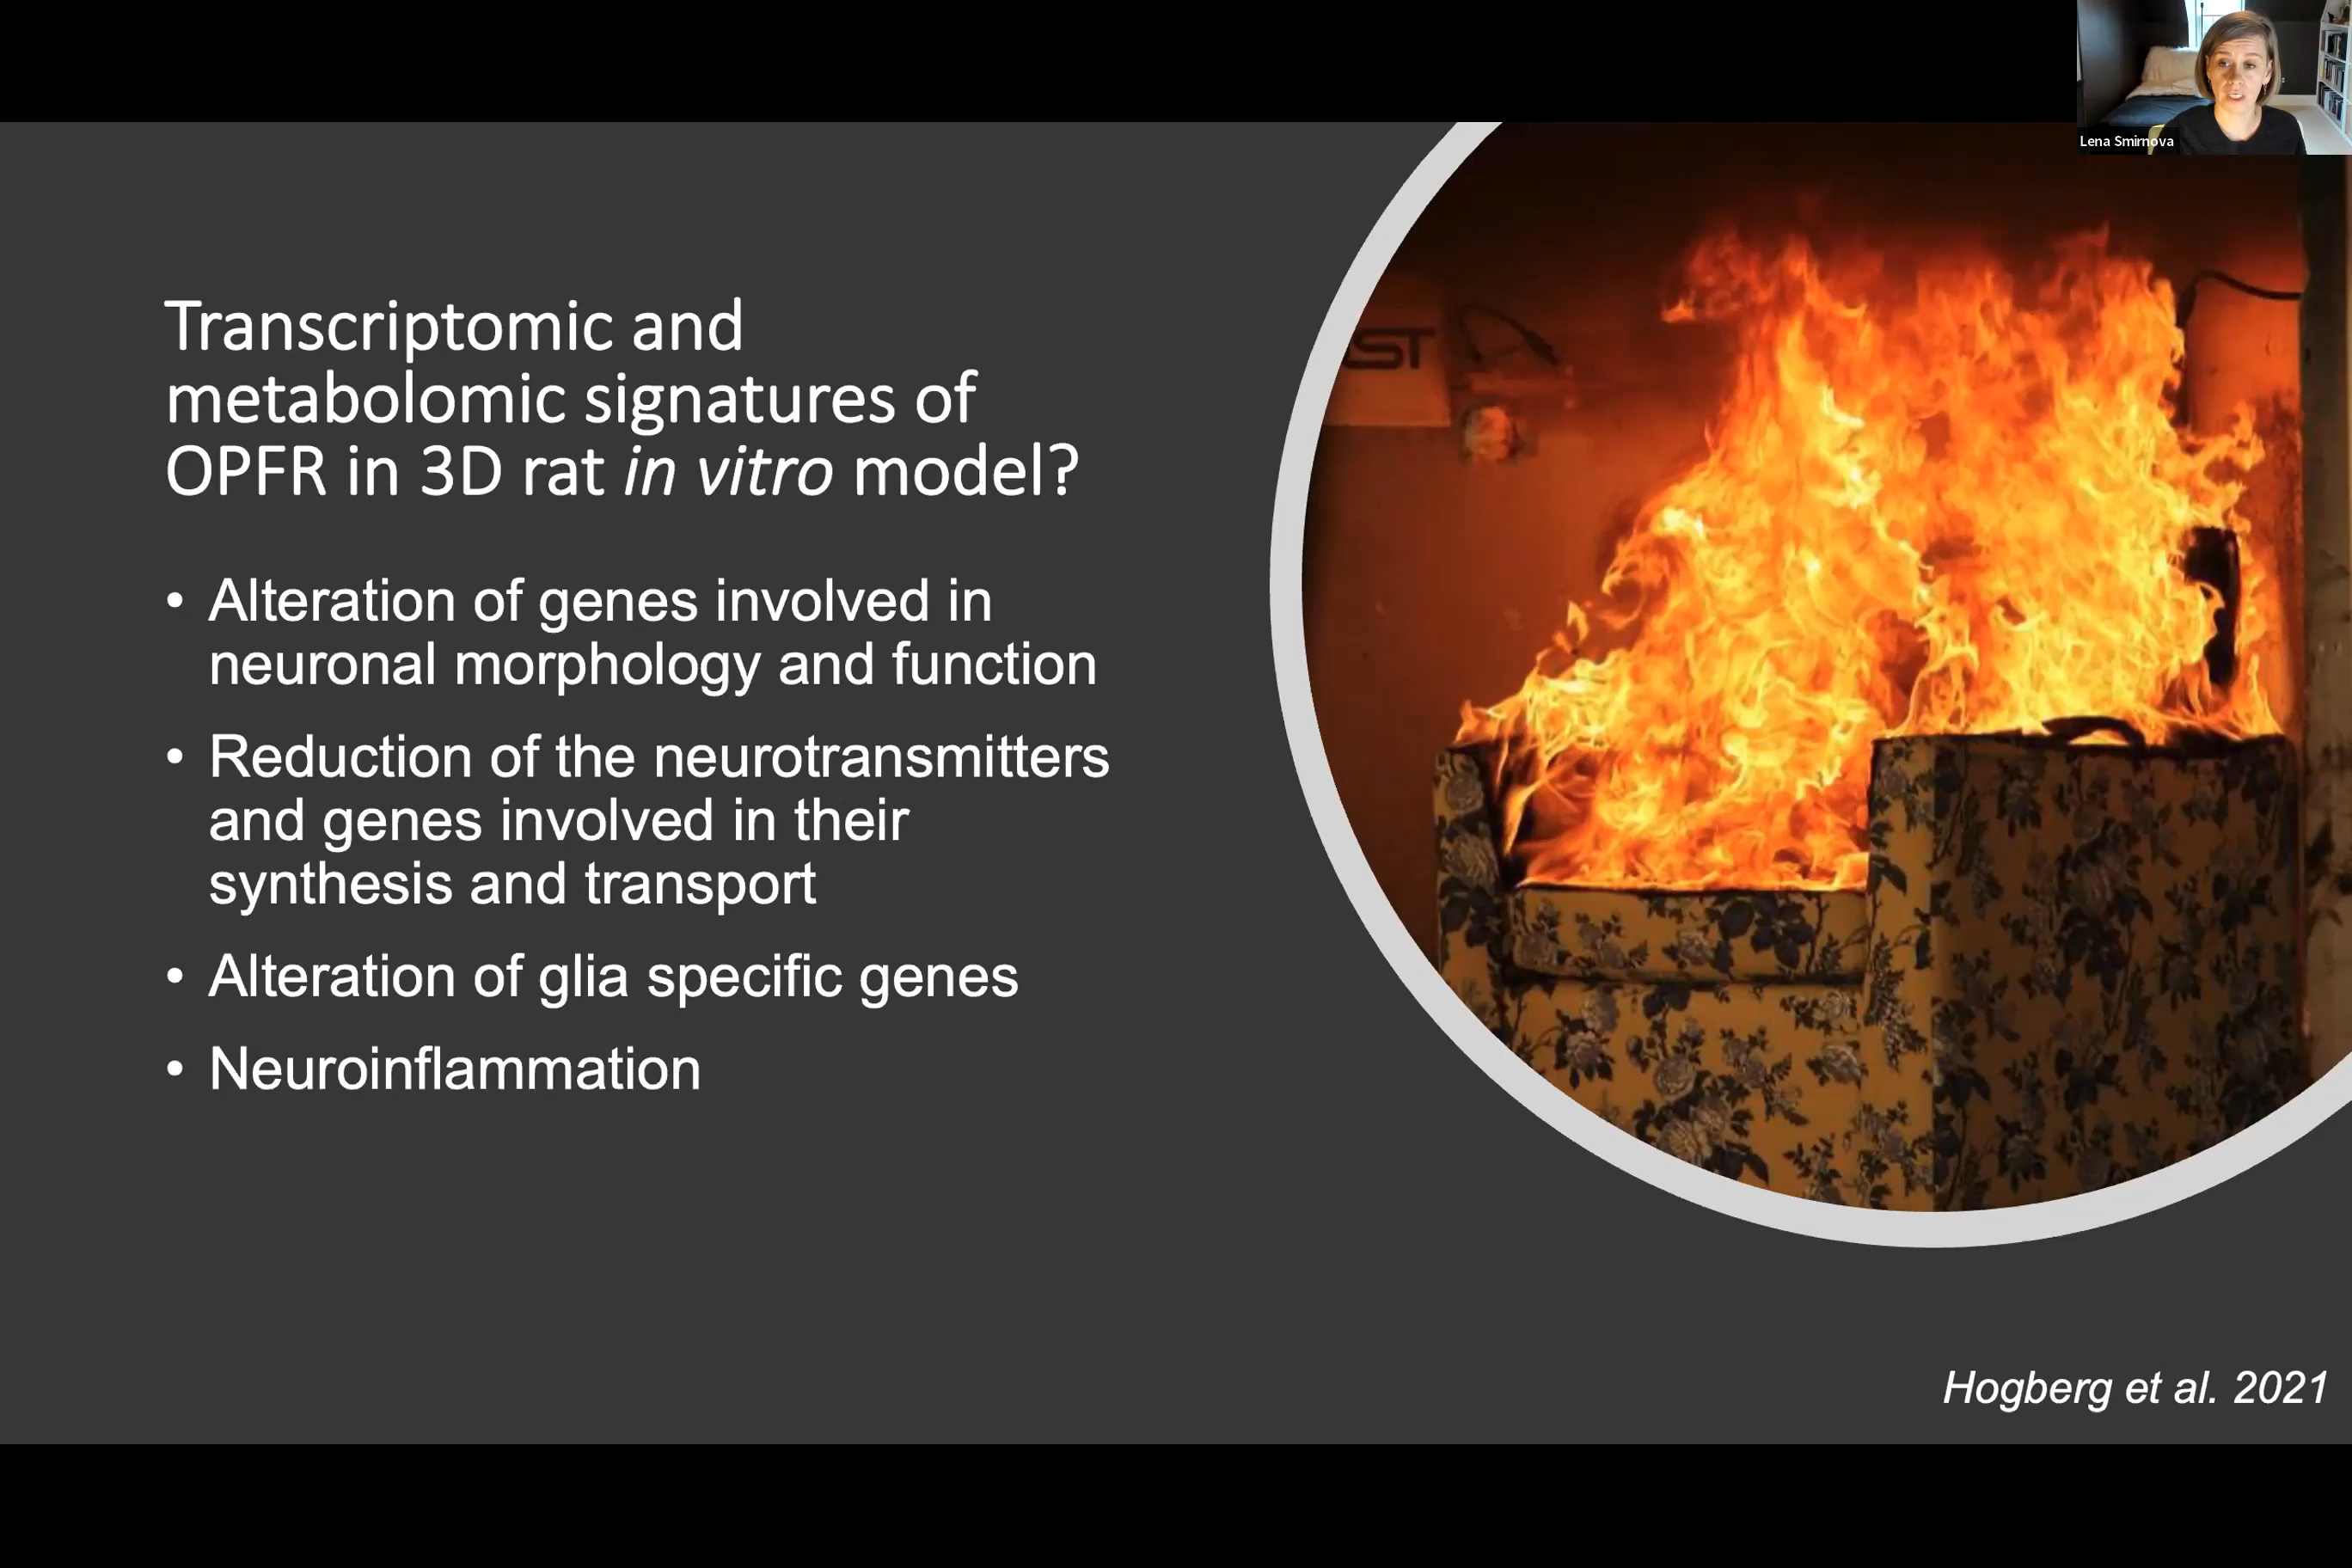 Lena Smirnova
Transcriptomic and
metabolomic signatures of
OPFR in 3D rat in vitro model?
• Alteration of genes involved in
neuronal morphology and function
• Reduction of the neurotransmitters
and genes involved in their
synthesis and transport
• Alteration of glia specific genes
• Neuroinflammation
Hogberg et al. 2021